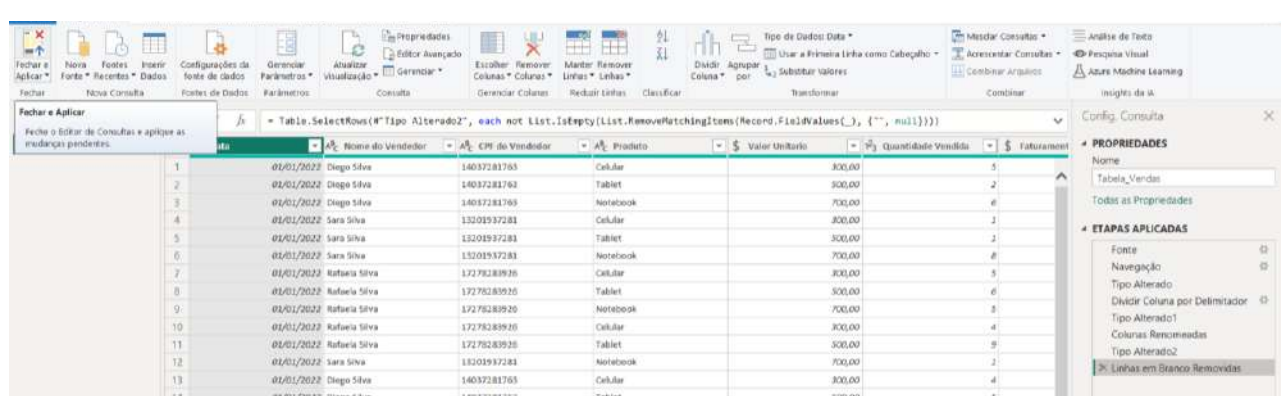 Fechar e Aplicar
Nova Fonte
Fontes Recentes
Inserir Dados
Configurações da fonte de dados
Gerenciar Parâmetros
Atualizar Visualização
Propriedades
Editor Avançado
Gerenciar
Escolher Colunas
Remover Colunas
Manter Linhas
Remover Linhas
Dividir Coluna
Agrupar por
Tipo de Dados: Data
Usar a Primeira Linha como Cabeçalho
Substituir Valores
Mesclar Consultas
Acrescentar Consultas
Combinar Arquivos
Análise de Texto
Pesquisa Visual
Azure Machine Learning
Fechar
Nova Consulta
Fontes de Dados
Parâmetros
Consulta
Gerenciar Colunas
Reduzir Linhas
Classificar
Transformar
Combinar
Insights da IA
Fechar e Aplicar
Feche o Editor de Consultas e aplique as
mudanças pendentes.
fx
= Table.SelectRows(#"Tipo Alterado2", each not List.IsEmpty(List.RemoveMatchingItems(Record.FieldValues(_), {"", null})))
ata Nome do Vendedor CPF do Vendedor Produto $ Valor Unitario Quantidade Vendida $ Faturament
1 01/01/2022 Diego Silva 14037281763 Celular 300,00 5
2 01/01/2022 Diego Silva 14037281763 Tablet 500,00 2
3 01/01/2022 Diego Silva 14037281763 Notebook 700,00 6
4 01/01/2022 Sara Silva 13201937281 Celular 300,00 1
5 01/01/2022 Sara Silva 13201937281 Tablet 500,00 1
6 01/01/2022 Sara Silva 13201937281 Notebook 700,00 8
7 01/01/2022 Rafaela Silva 17278283926 Celular 300,00 5
8 01/01/2022 Rafaela Silva 17278283926 Tablet 500,00 6
9 01/01/2022 Rafaela Silva 17278283926 Notebook 700,00
10 01/01/2022 Rafaela Silva 17278283926 Celular 300,00 4
11 01/01/2022 Rafaela Silva 17278283926 Tablet 500,00 9
12 01/01/2022 Sara Silva 13201937281 Notebook 700,00
13 01/01/2022 Diego Silva 14037281763 Celular 300,00 4
Config. Consulta
PROPRIEDADES
Nome
Tabela_Vendas
Todas as Propriedades
ETAPAS APLICADAS
Fonte
Navegação
Tipo Alterado
Dividir Coluna por Delimitador
Tipo Alterado1
Colunas Renomeadas
Tipo Alterado2
Linhas em Branco Removidas